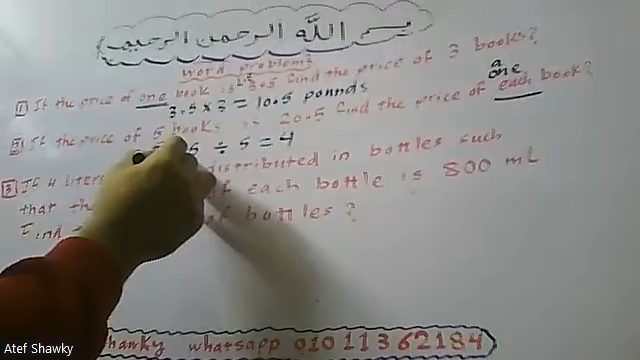 بسم الله الرحمن الرحيم
Word problems
1 If the price of one book is L.E 3.5 find the price of 3 books?
3.5 x 3 = 10.5 ponds
a
one
2 If the price of 5 books is 20.5 find the price of each book?
5 ÷ 5 = 4
3 If 4 liters distributed in bottles such
that the of each bottle is 800 mL
Find of bottles?
Shawky whatsapp 01011362184
Atef Shawky